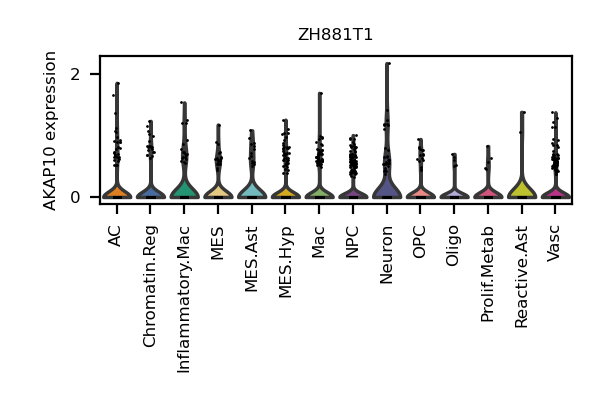 ZH881T1
AKAP10 expression
2
0
AC
Chromatin.Reg
Inflammatory.Mac
MES
MES.Ast
MES.Hyp
Mac
NPC
Neuron
OPC
Oligo
Prolif.Metab
Reactive.Ast
Vasc